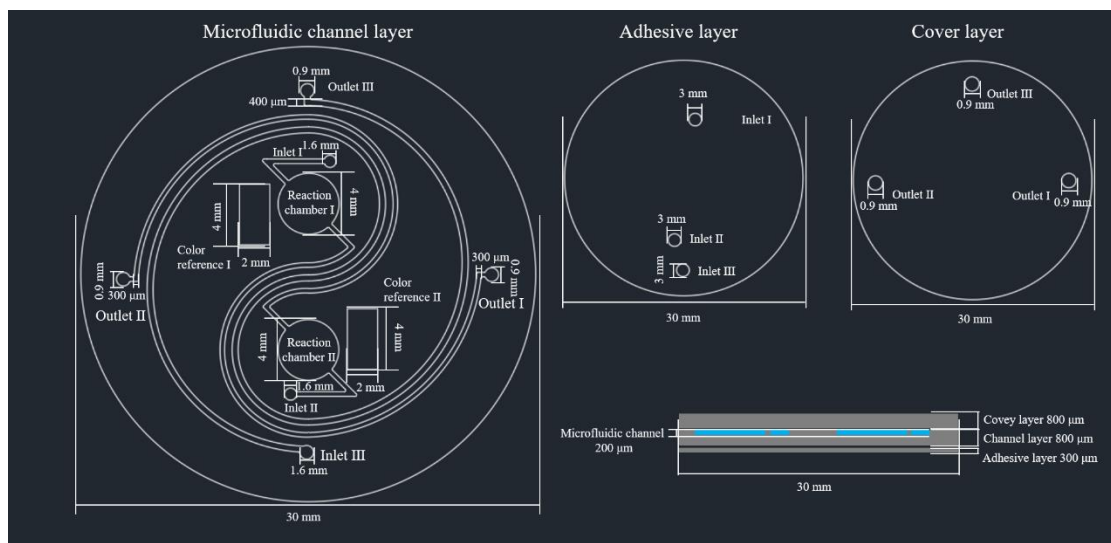 Microfluidic channel layer
0.9 mm
Outlet III
400 μm
Inlet I
1.6 mm
Reaction
chamber I
4 mm
4 mm
Color
reference I
2 mm
0.9 mm
300 μm
Outlet II
300 μm
0.9 mm
Outlet I
Color
reference II
4 mm
Reaction
chamber II
4 mm
2 mm
1.6 mm
Inlet II
Inlet III
1.6 mm
30 mm
Adhesive layer
3 mm
Inlet I
3 mm
Inlet II
3 mm
Inlet III
30 mm
Cover layer
Outlet III
0.9 mm
Outlet II
0.9 mm
Outlet I
0.9 mm
30 mm
Microfluidic channel
200 μm
Covey layer 800 μm
Channel layer 800 μm
Adhesive layer 300 μm
30 mm